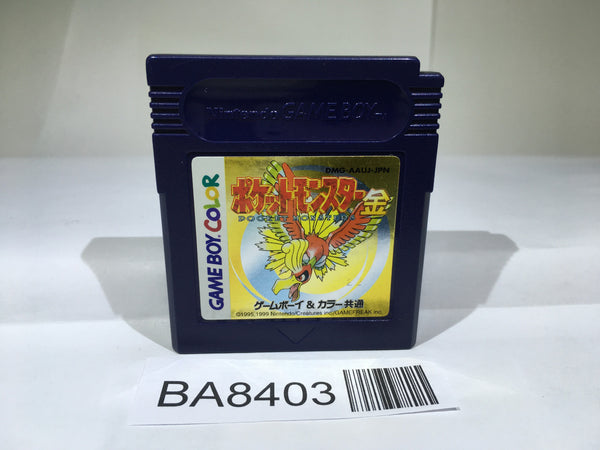 Nintendo GAME BOY TM
DMG-AAUJ-JPN
GAME BOY COLOR
ポケットモンスター 金
POCKET MONSTERS
ゲームボーイ & カラー共通
©1995,1999 Nintendo/Creatures inc./GAMEFREAK inc.
BA8403